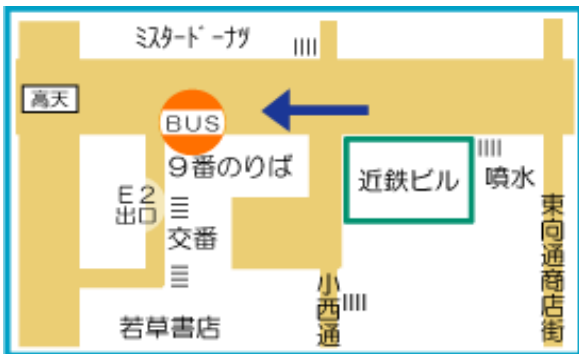 ﾐｽﾀｰﾄﾞｰﾅﾂ
高天
BUS
９番のりば
近鉄ビル
噴水
Ｅ２
出口
交番
東向通商店街
小西通
若草書店